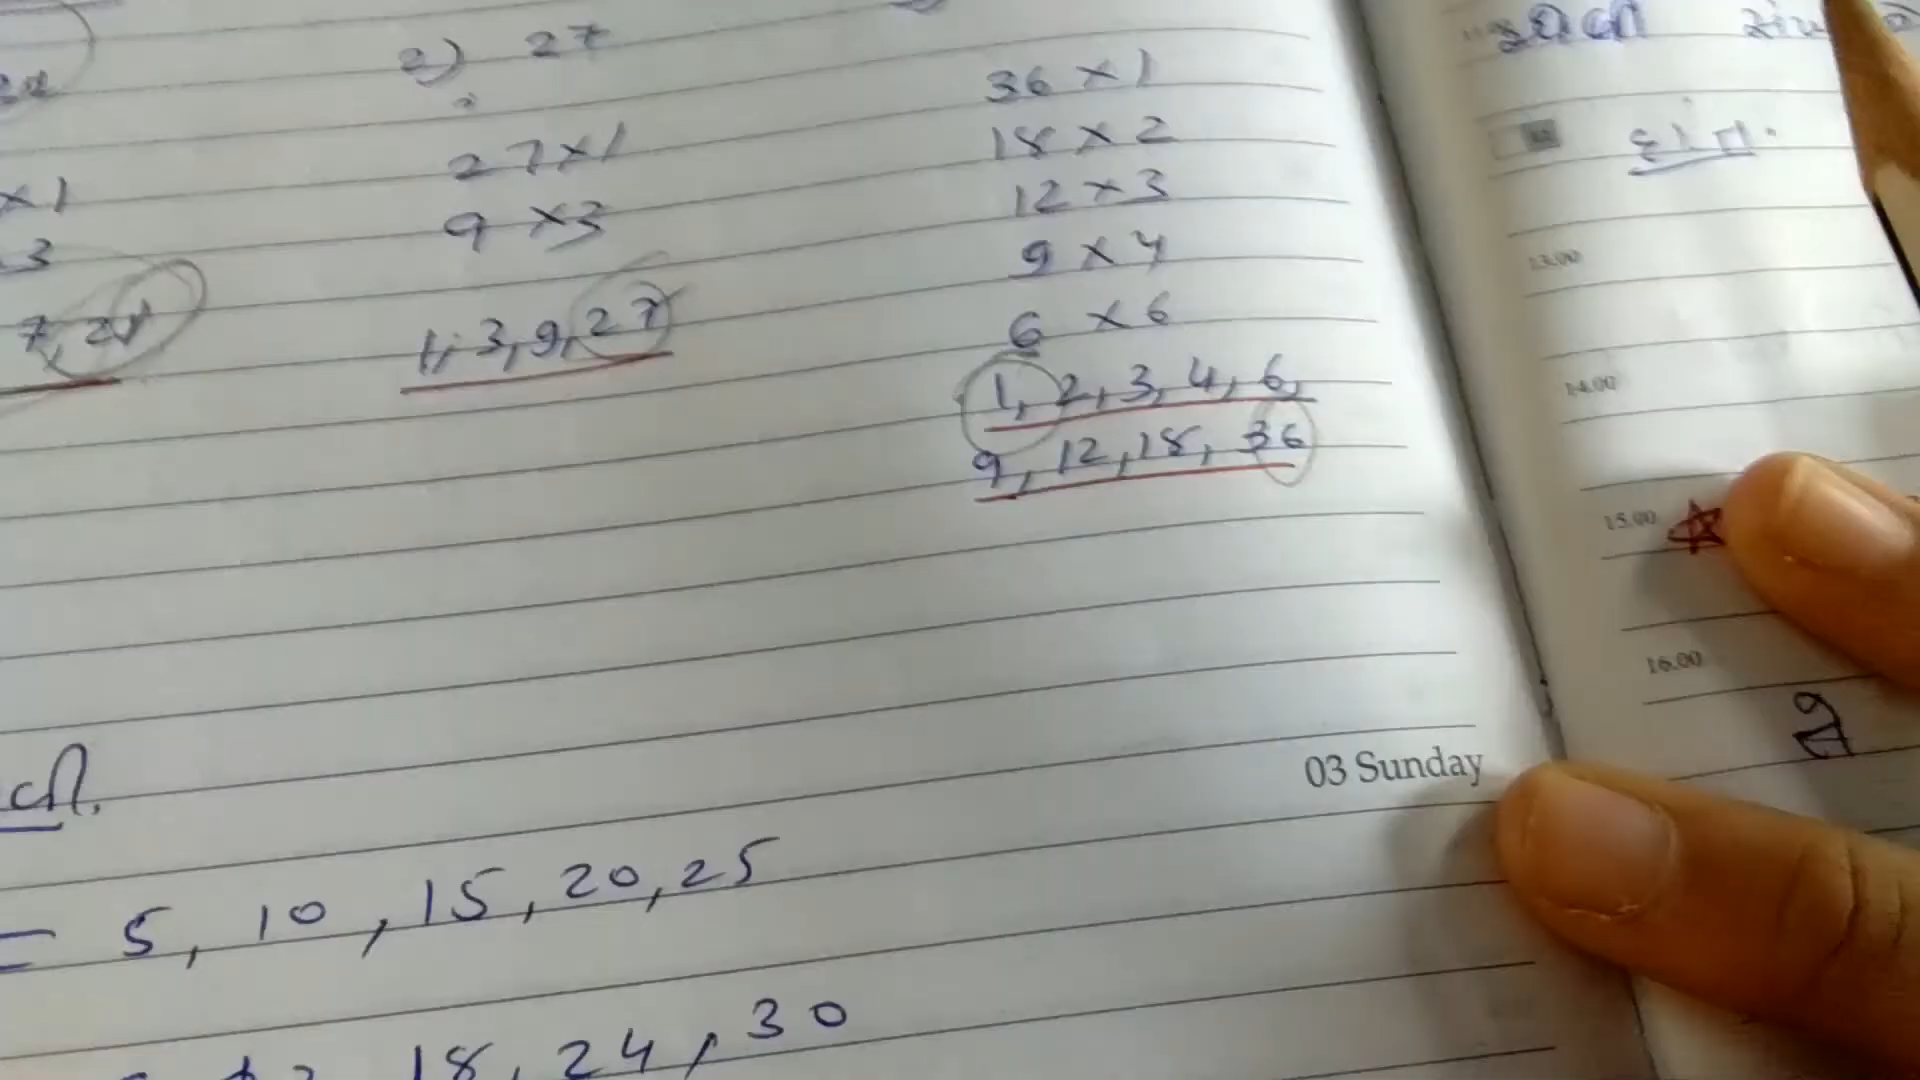 2) 27
27×1
9 ×3
1, 3, 9, 27
×1
3
7, 21
36 × 1
18 × 2
12 × 3
9 × 4
6 × 6
1, 2, 3, 4, 6,
9, 12, 18, 36
03 Sunday
= 5, 10, 15, 20, 25
18, 24, 30
13.00
14.00
15.00
16.00